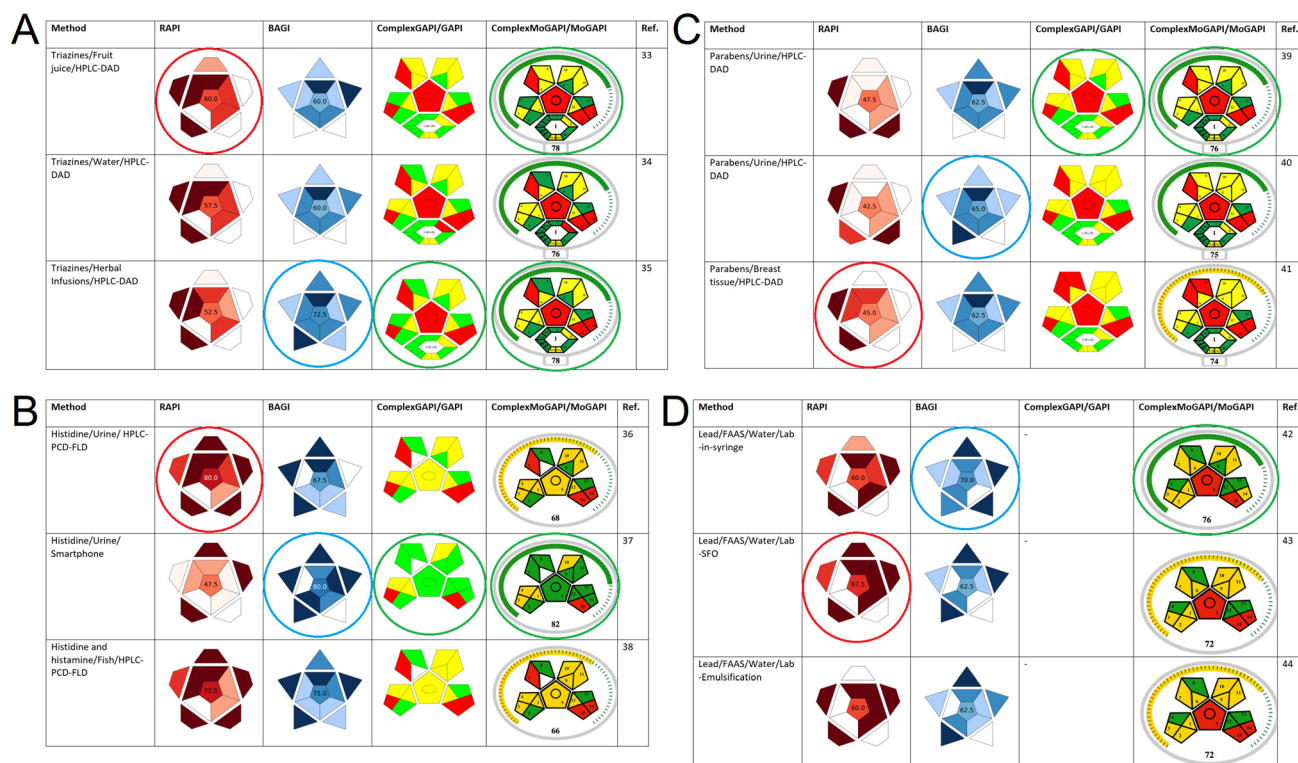 A
Method RAPI BAGI ComplexGAPI/GAPI ComplexMoGAPI/MoGAPI Ref.
Triazines/Fruit
juice/HPLC-DAD
60.0 60.0 78 33
Triazines/Water/HPLC-
DAD
57.5 60.0 76 34
Triazines/Herbal
Infusions/HPLC-DAD
52.5 72.5 78 35
B
Method RAPI BAGI ComplexGAPI/GAPI ComplexMoGAPI/MoGAPI Ref.
Histidine/Urine/ HPLC-
PCD-FLD
80.0 67.5 68 36
Histidine/Urine/
Smartphone
47.5 80.0 82 37
Histidine and
histamine/Fish/HPLC-
PCD-FLD
77.5 75.0 66 38
C
Method RAPI BAGI ComplexGAPI/GAPI ComplexMoGAPI/MoGAPI Ref.
Parabens/Urine/HPLC-
DAD
47.5 62.5 76 39
Parabens/Urine/HPLC-
DAD
42.5 65.0 75 40
Parabens/Breast
tissue/HPLC-DAD
45.0 62.5 74 41
D
Method RAPI BAGI ComplexGAPI/GAPI ComplexMoGAPI/MoGAPI Ref.
Lead/FAAS/Water/Lab
-in-syringe
60.0 70.0 - 76 42
Lead/FAAS/Water/Lab
-SFO
67.5 62.5 - 72 43
Lead/FAAS/Water/Lab
-Emulsification
60.0 62.5 - 72 44